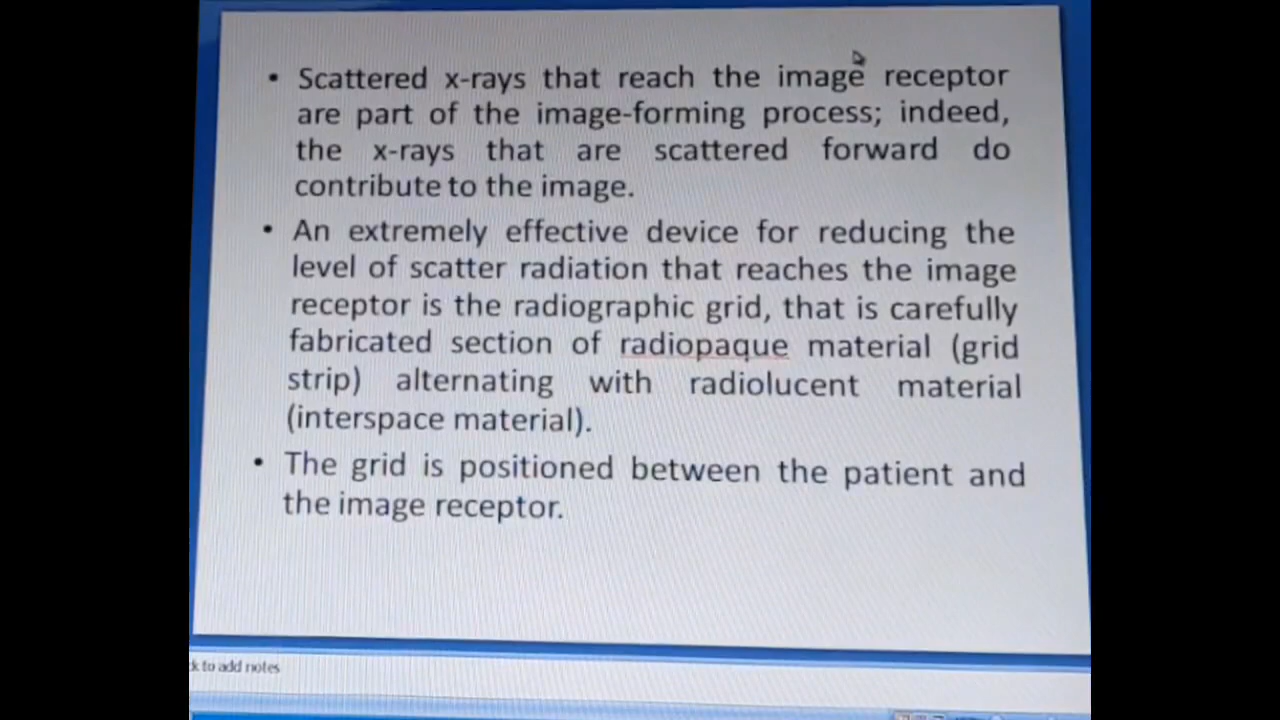 • Scattered x-rays that reach the image receptor
are part of the image-forming process; indeed,
the x-rays that are scattered forward do
contribute to the image.
• An extremely effective device for reducing the
level of scatter radiation that reaches the image
receptor is the radiographic grid, that is carefully
fabricated section of radiopaque material (grid
strip) alternating with radiolucent material
(interspace material).
• The grid is positioned between the patient and
the image receptor.
to add notes